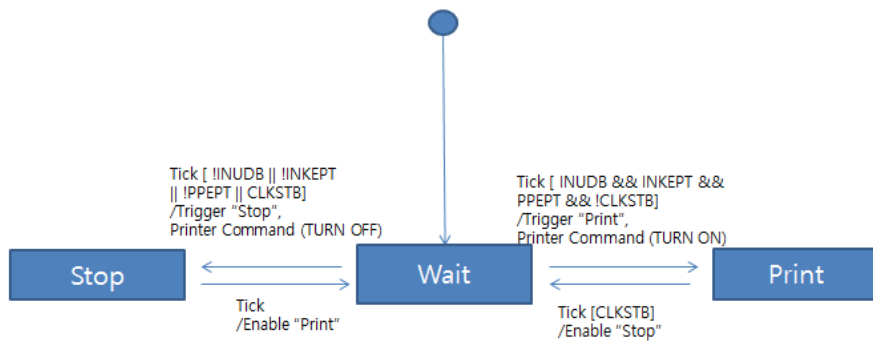 Tick [ !INUDB || !INKEPT
|| !PPEPT || CLKSTB]
/Trigger "Stop",
Printer Command (TURN OFF)
Tick [ INUDB && INKEPT &&
PPEPT && !CLKSTB]
/Trigger "Print",
Printer Command (TURN ON)
Stop
Wait
Print
Tick
/Enable "Print"
Tick [CLKSTB]
/Enable "Stop"